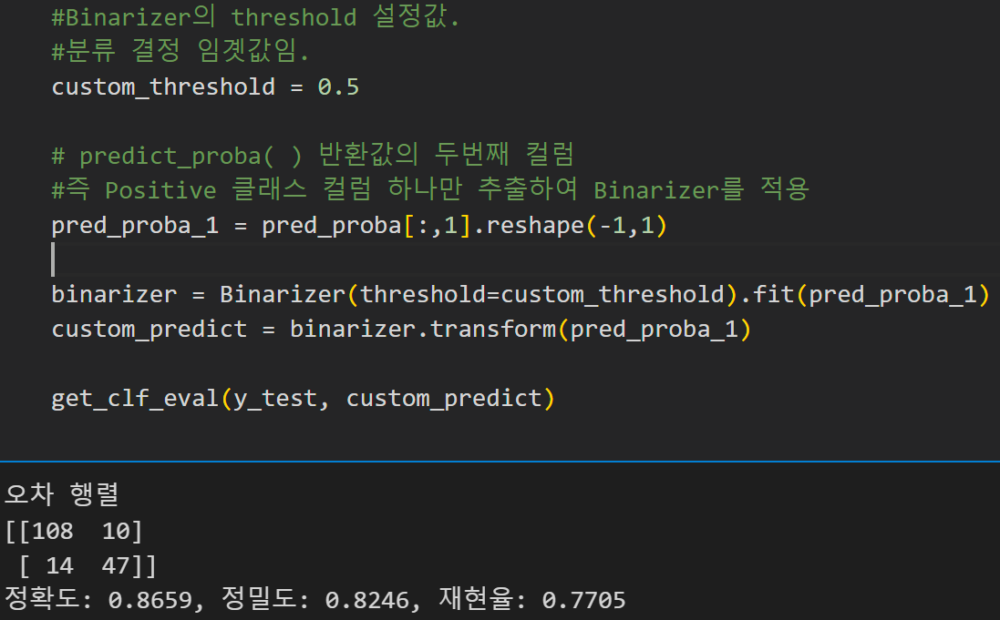 #Binarizer의 threshold 설정값.
#분류 결정 임곗값임.
custom_threshold = 0.5
# predict_proba( ) 반환값의 두번째 컬럼
#즉 Positive 클래스 컬럼 하나만 추출하여 Binarizer를 적용
pred_proba_1 = pred_proba[:,1].reshape(-1,1)
binarizer = Binarizer(threshold=custom_threshold).fit(pred_proba_1)
custom_predict = binarizer.transform(pred_proba_1)
get_clf_eval(y_test, custom_predict)
오차 행렬
[[108  10]
 [ 14  47]]
정확도: 0.8659, 정밀도: 0.8246, 재현율: 0.7705